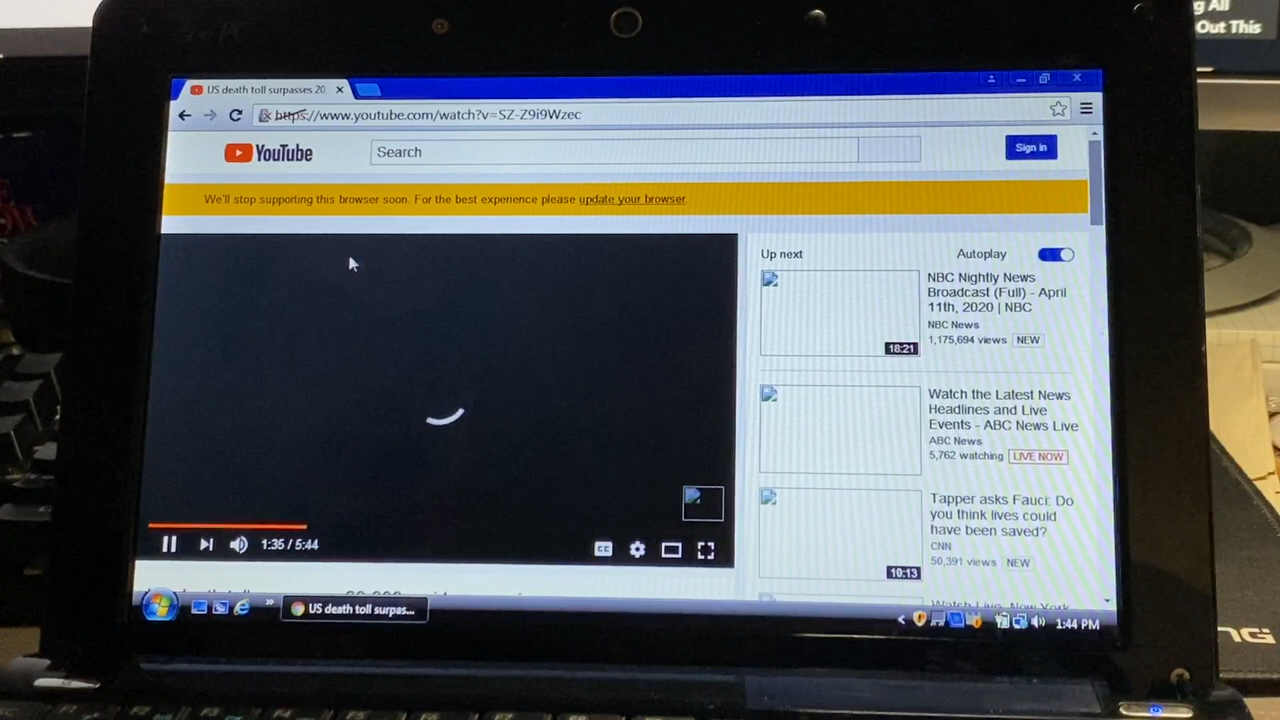 g All
Out This
US death toll surpasses 20,
https://www.youtube.com/watch?v=SZ-Z9i9Wzec
YouTube
Search
Sign in
We'll stop supporting this browser soon. For the best experience please update your browser.
Up next
Autoplay
NBC Nightly News
Broadcast (Full) - April
11th, 2020 | NBC
NBC News
1,175,694 views NEW
18:21
Watch the Latest News
Headlines and Live
Events - ABC News Live
ABC News
5,762 watching LIVE NOW
Tapper asks Fauci: Do
you think lives could
have been saved?
CNN
50,391 views NEW
10:13
1:35 / 5:44
CC
Watch Live: New York
US death toll surpas...
1:44 PM